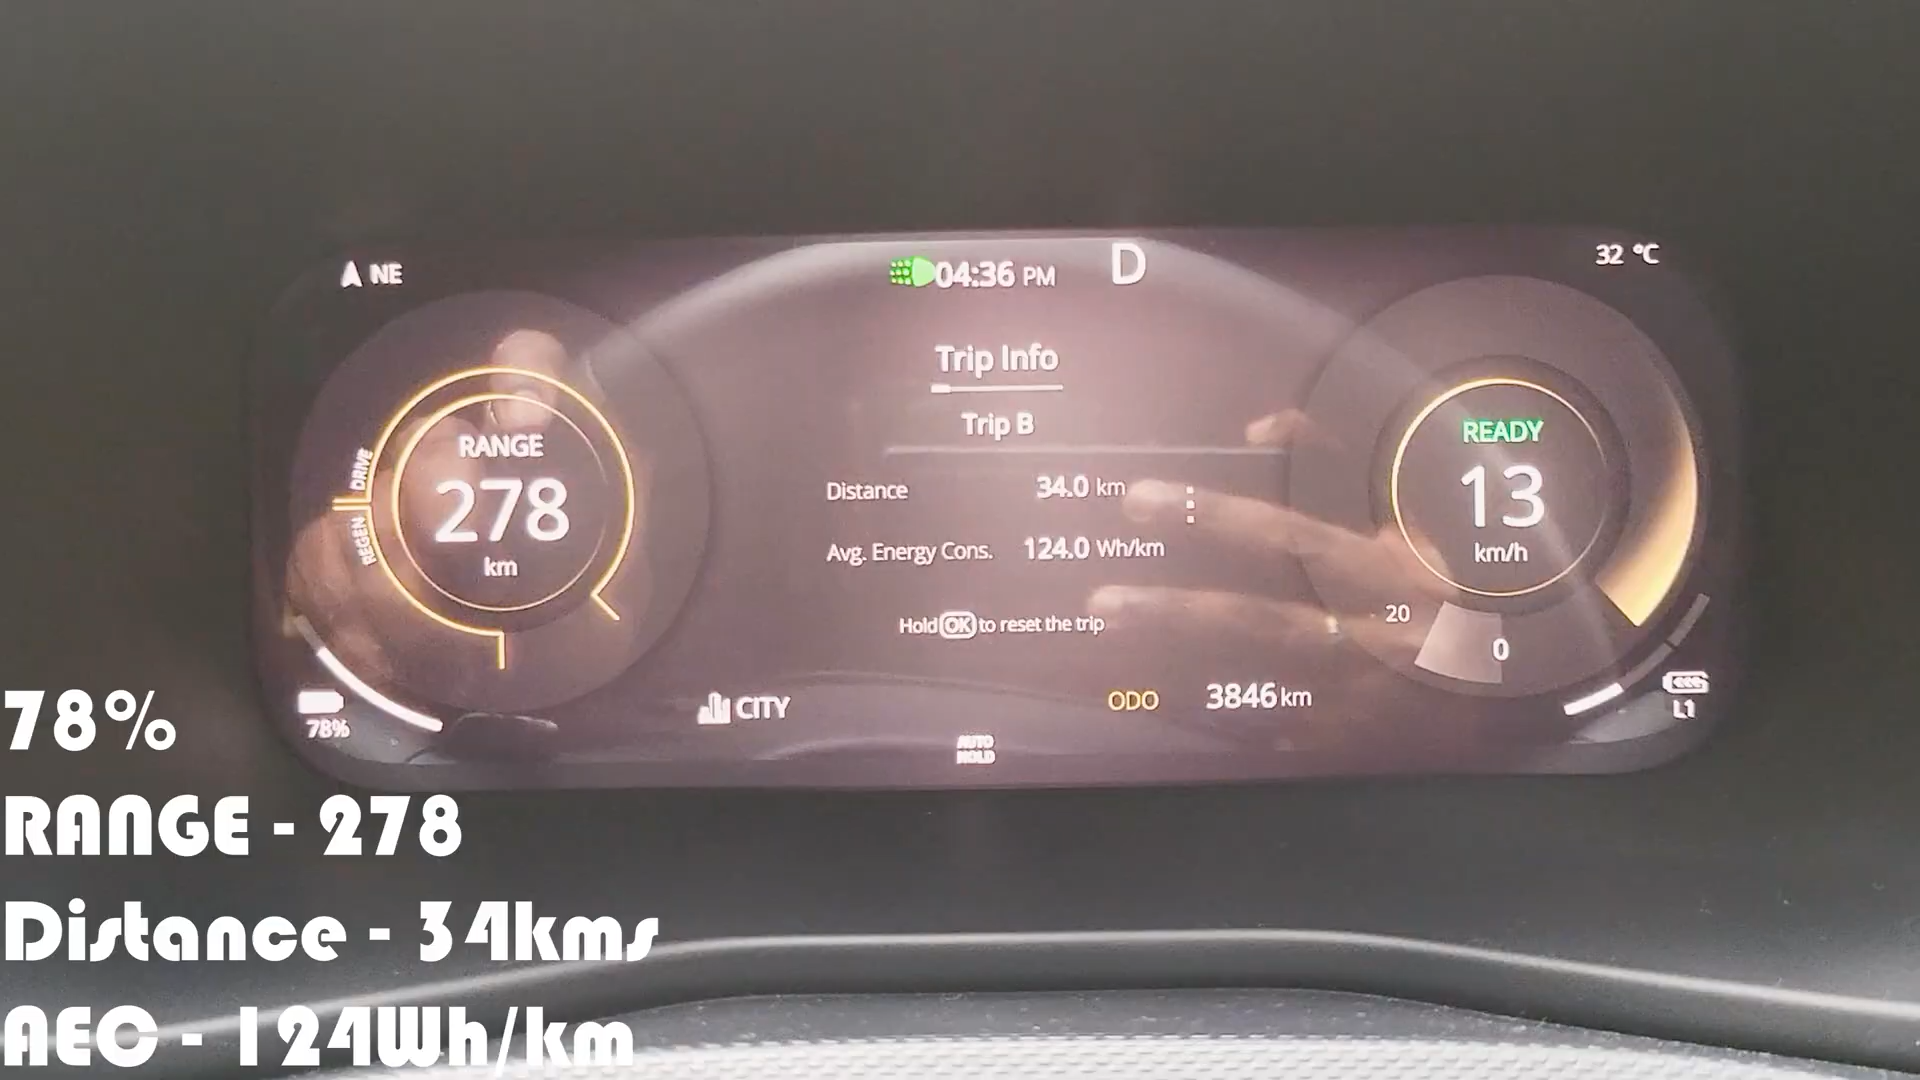 NE
04:36 PM
D
32 °C
Trip Info
Trip B
RANGE
278
km
DRIVE
REGEN
Distance 34.0 km
Avg. Energy Cons. 124.0 Wh/km
Hold OK to reset the trip
READY
13
km/h
20
0
78%
CITY
ODO 3846 km
AUTO
HOLD
L1
78%
RANGE - 278
Distance - 34kms
AEC - 124Wh/km